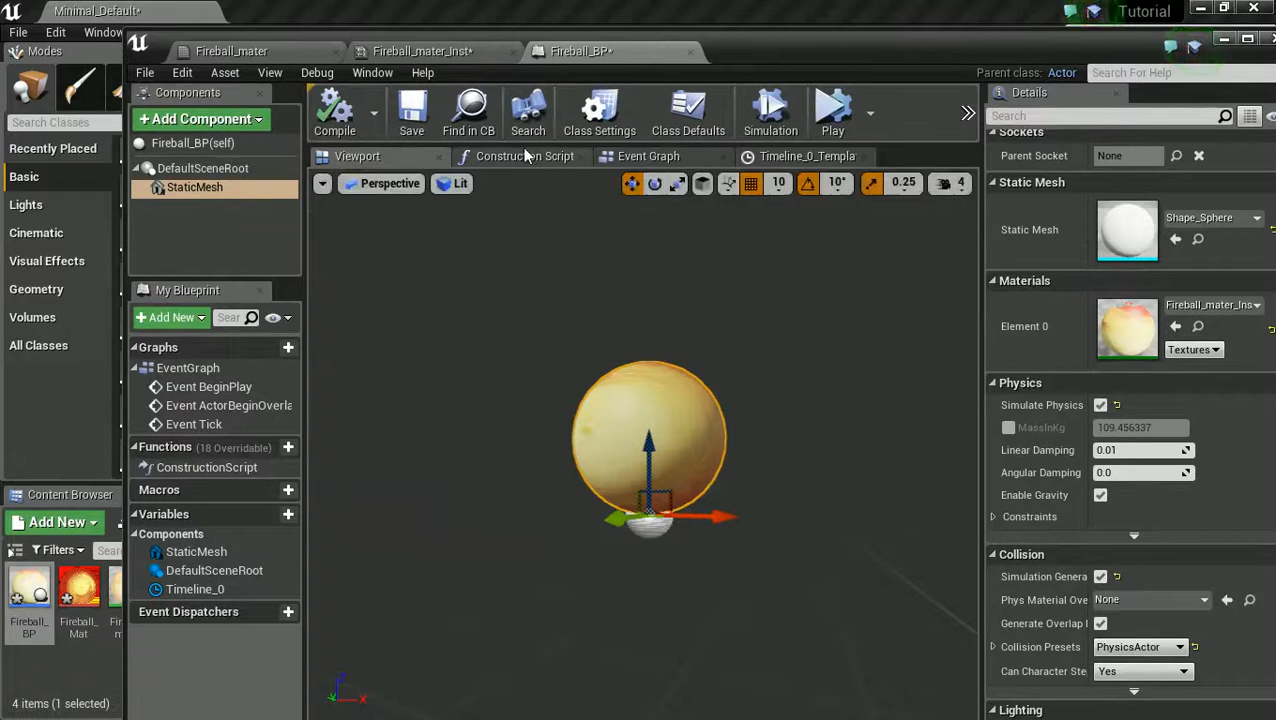 Minimal_Default*
Tutorial
File
Edit
Window
Fireball_mater
Fireball_mater_Inst*
Fireball_BP*
Modes
File
Edit
Asset
View
Debug
Window
Help
Parent class: Actor
Search For Help
Components
Details
+Add Component
Search Classes
Compile
Save
Find in CB
Search
Class Settings
Class Defaults
Simulation
Play
Sockets
Fireball_BP(self)
Recently Placed
Viewport
Construction Script
Event Graph
Timeline_0_Templa
Parent Socket
None
DefaultSceneRoot
Basic
StaticMesh
Perspective
Lit
10
10°
0.25
4
Static Mesh
Lights
Static Mesh
Shape_Sphere
Cinematic
Visual Effects
Materials
Geometry
My Blueprint
Fireball_mater_Ins
Volumes
+Add New
Sear
Element 0
All Classes
Graphs
Textures
EventGraph
Event BeginPlay
Physics
Event ActorBeginOverla
Simulate Physics
Event Tick
MassInKg
109.456337
Functions (18 Overridable)
Linear Damping
0.01
ConstructionScript
Angular Damping
0.0
Macros
Enable Gravity
Content Browser
Variables
Constraints
Add New
Components
Filters
Sear
StaticMesh
Collision
DefaultSceneRoot
Simulation Genera
Timeline_0
Phys Material Ove
None
Event Dispatchers
Generate Overlap
Fireball_
BP
Fireball_
Mat
Collision Presets
PhysicsActor
Can Character Ste
Yes
4 items (1 selected)
Lighting